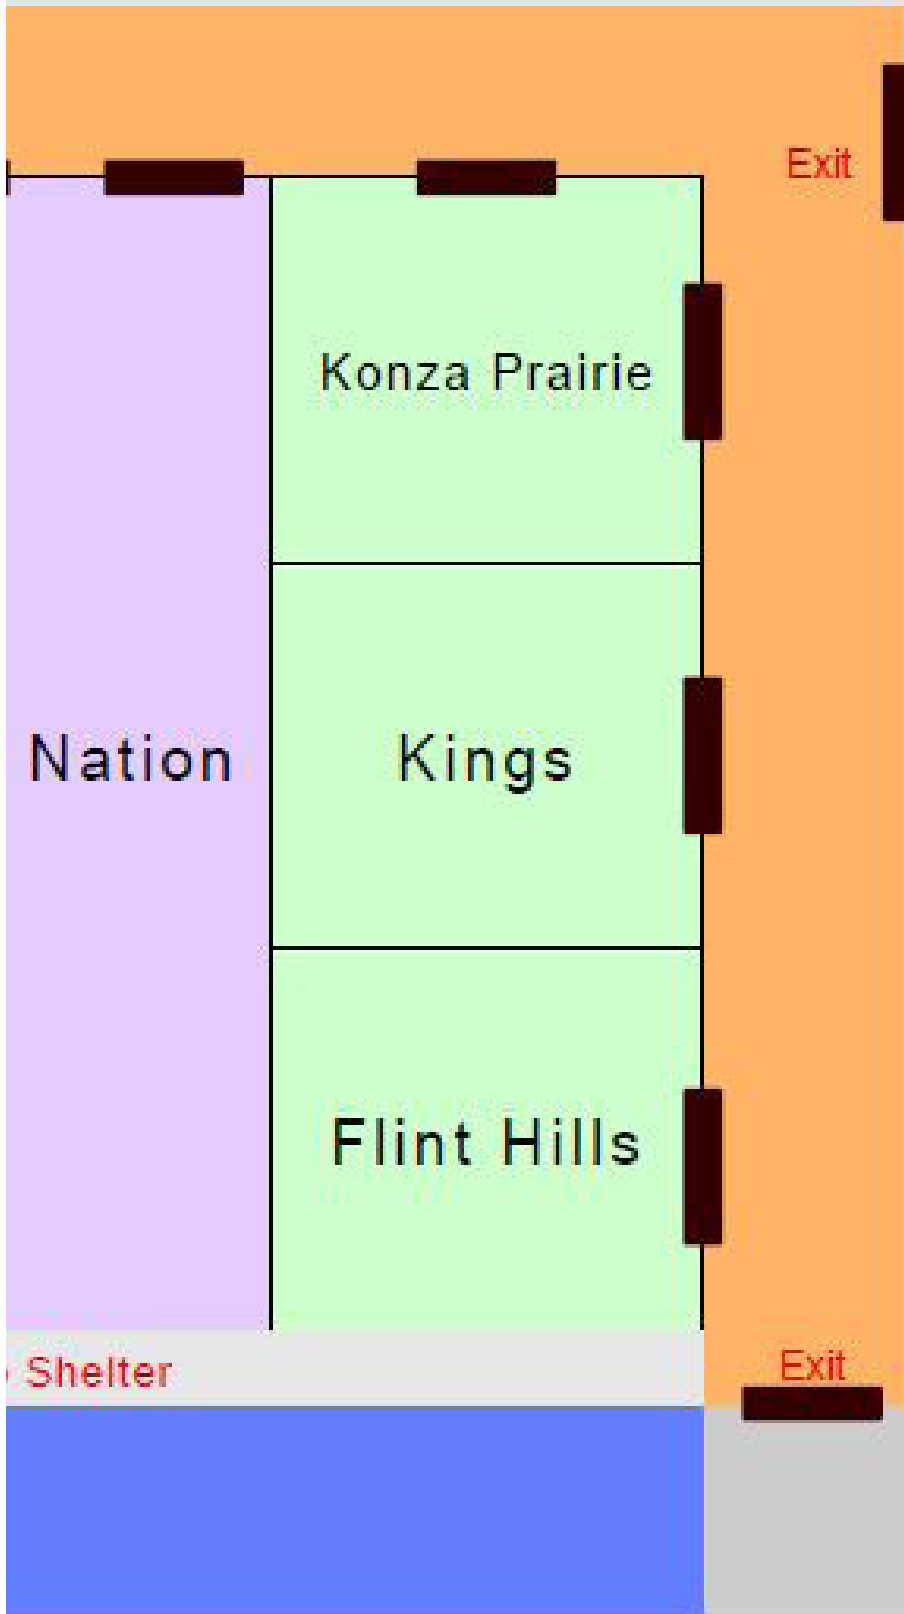 Exit
Konza Prairie
Nation
Kings
Flint Hills
Shelter
Exit